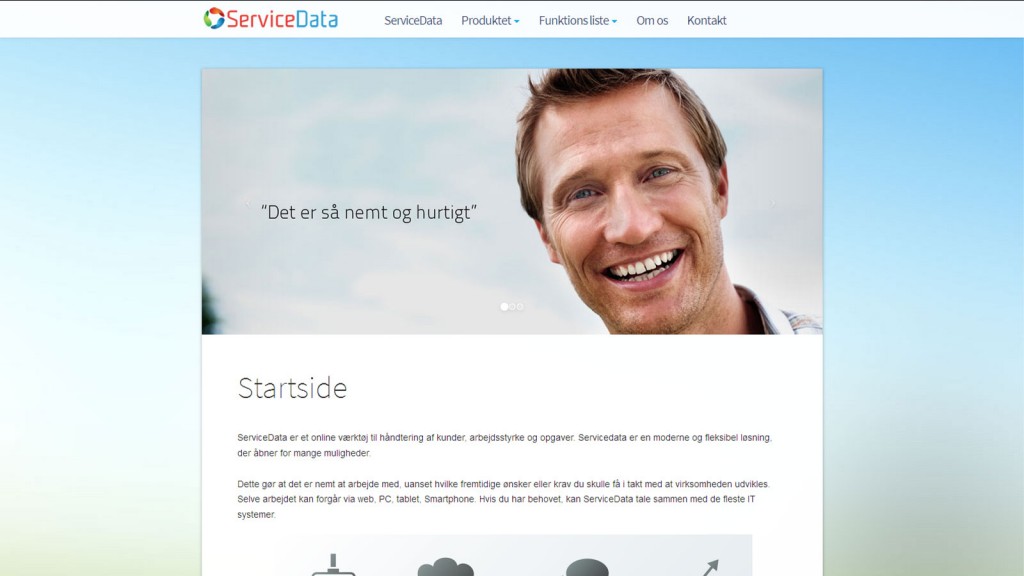 ServiceData
ServiceData Produktet Funktions liste Om os Kontakt
“Det er så nemt og hurtigt”
Startside
ServiceData er et online værktøj til håndtering af kunder, arbejdsstyrke og opgaver. Servicedata er en moderne og fleksibel løsning,
der åbner for mange muligheder.
Dette gør at det er nemt at arbejde med, uanset hvilke fremtidige ønsker eller krav du skulle få i takt med at virksomheden udvikles.
Selve arbejdet kan forgår via web, PC, tablet, Smartphone. Hvis du har behovet, kan ServiceData tale sammen med de fleste IT
systemer.